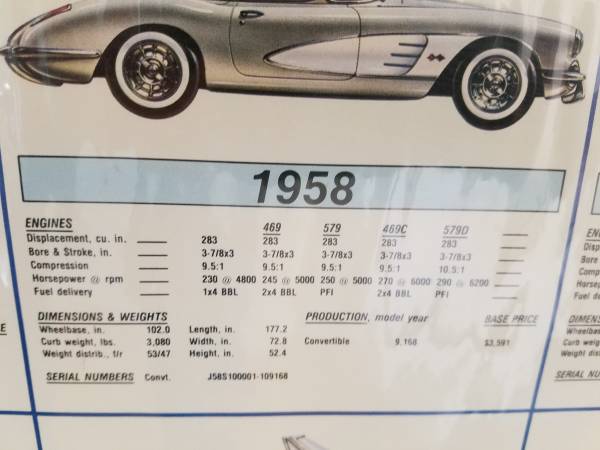 1958
ENGINES 469 579 469C 579D
Displacement, cu. in. 283 283 283 283 283
Bore & Stroke, in. 3-7/8x3 3-7/8x3 3-7/8x3 3-7/8x3 3-7/8x3
Compression 9.5:1 9.5:1 9.5:1 9.5:1 10.5:1
Horsepower @ rpm 230 @ 4800 245 @ 5000 250 @ 5000 270 @ 6000 290 @ 6200
Fuel delivery 1x4 BBL 2x4 BBL PFI 2x4 BBL PFI
DIMENSIONS & WEIGHTS PRODUCTION, model year BASE PRICE
Wheelbase, in. 102.0 Length, in. 177.2
Curb weight, lbs. 3,080 Width, in. 72.8 Convertible 9,168 $3,591
Weight distrib., f/r 53/47 Height, in. 52.4
SERIAL NUMBERS Convt. J58S100001-109168